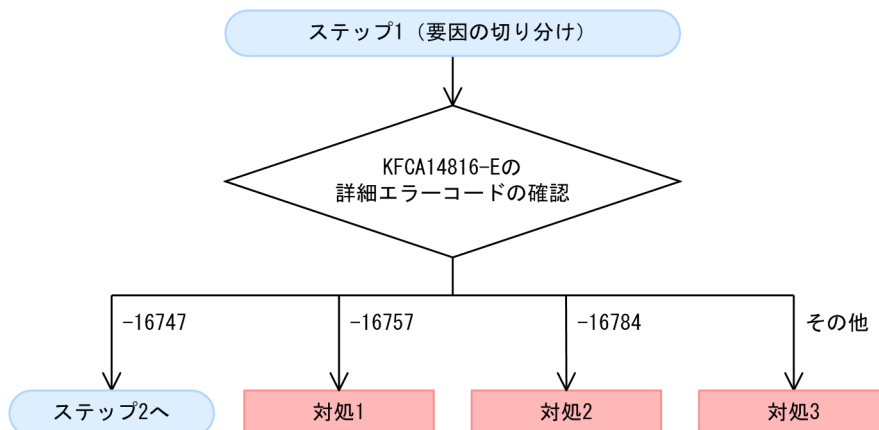 ステップ1（要因の切り分け）
KFCA14816-Eの
詳細エラーコードの確認
-16747
-16757
-16784
その他
ステップ2へ
対処1
対処2
対処3